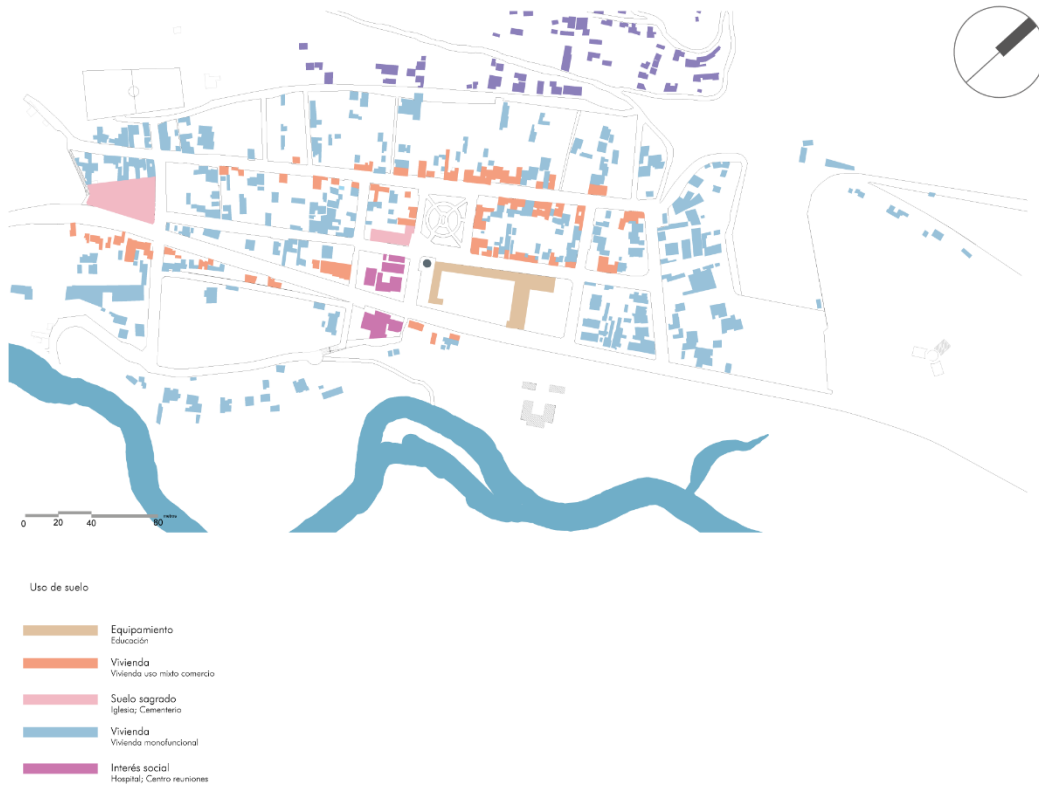 0 20 40 80 metros
Uso de suelo
Equipamiento
Educación
Vivienda
Vivienda uso mixto comercio
Suelo sagrado
Iglesia; Cementerio
Vivienda
Vivienda monofuncional
Interés social
Hospital; Centro reuniones